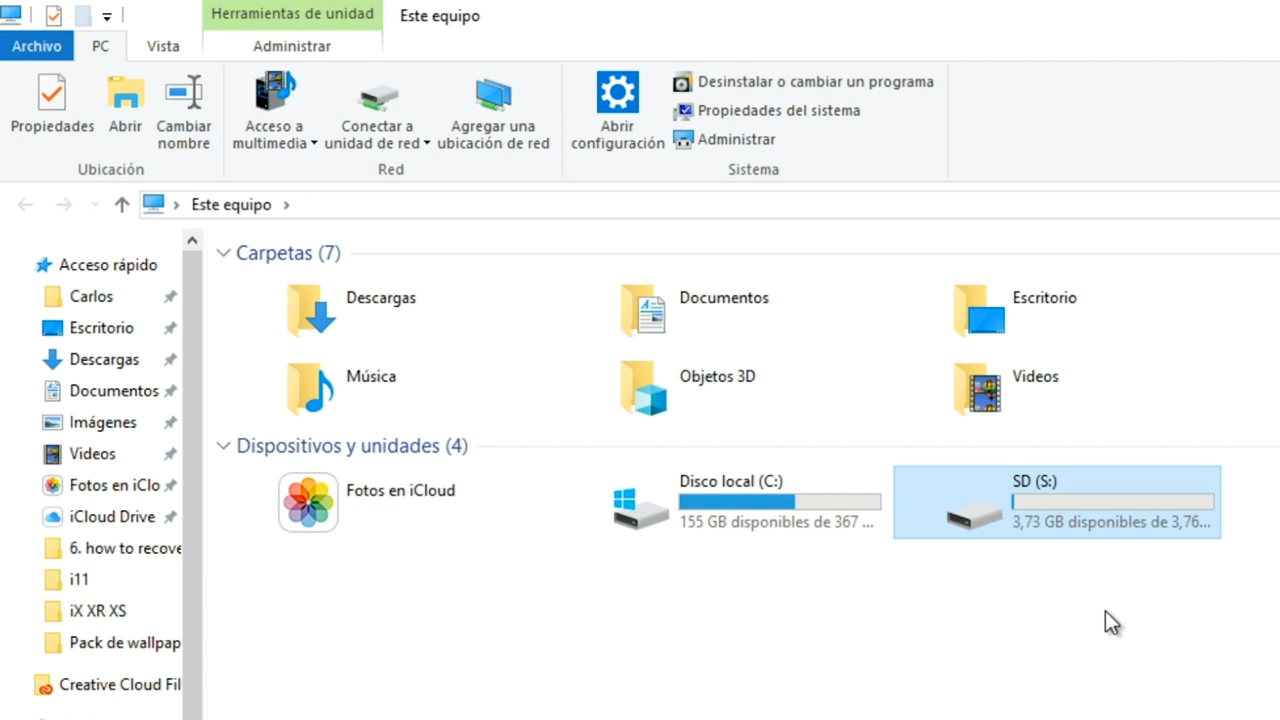 Herramientas de unidad
Este equipo
Archivo
PC
Vista
Administrar
Propiedades
Abrir
Cambiar
nombre
Ubicación
Acceso a
multimedia
Conectar a
unidad de red
Agregar una
ubicación de red
Red
Abrir
configuración
Desinstalar o cambiar un programa
Propiedades del sistema
Administrar
Sistema
Este equipo
Acceso rápido
Carlos
Escritorio
Descargas
Documentos
Imágenes
Videos
Fotos en iClo
iCloud Drive
6. how to recove
i11
iX XR XS
Pack de wallpap
Creative Cloud Fil
Carpetas (7)
Descargas
Documentos
Escritorio
Música
Objetos 3D
Videos
Dispositivos y unidades (4)
Fotos en iCloud
Disco local (C:)
155 GB disponibles de 367 ...
SD (S:)
3,73 GB disponibles de 3,76...